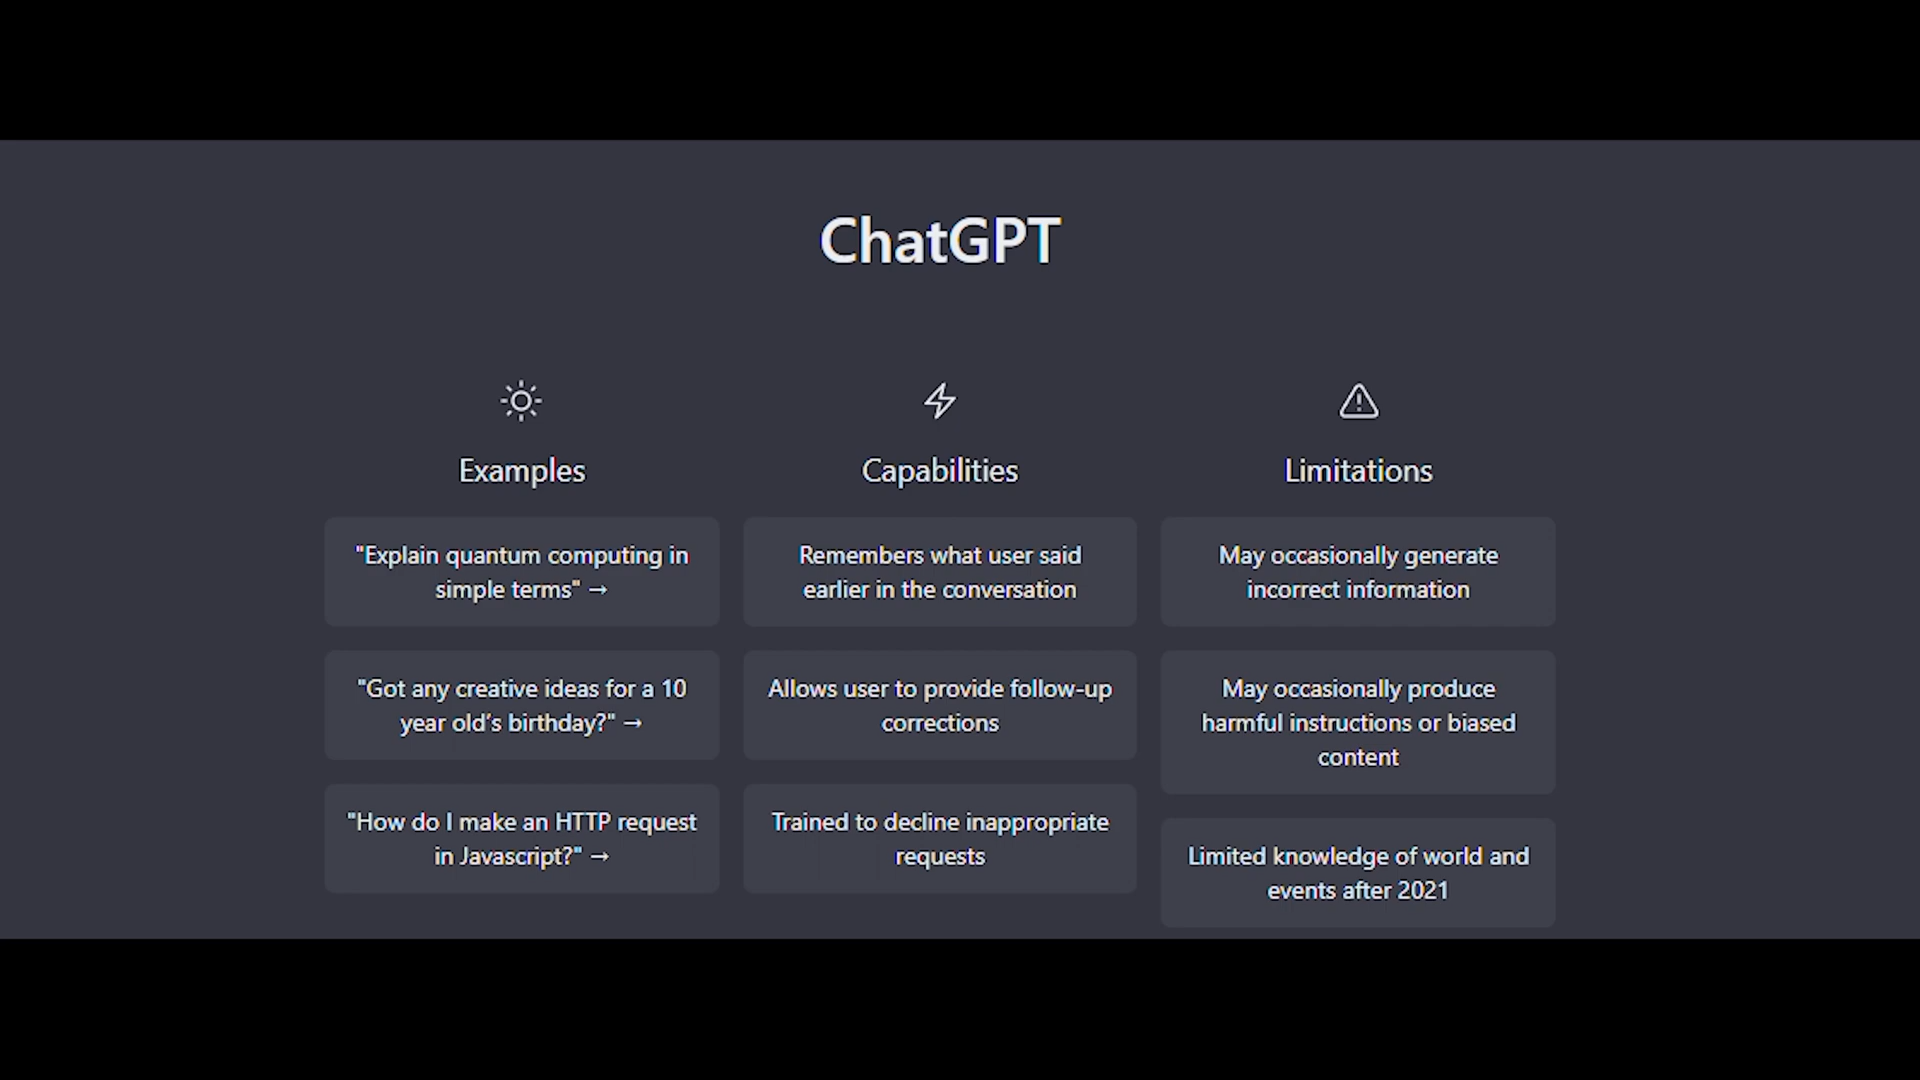 ChatGPT
Examples
"Explain quantum computing in
simple terms" →
"Got any creative ideas for a 10
year old's birthday?" →
"How do I make an HTTP request
in Javascript?" →
Capabilities
Remembers what user said
earlier in the conversation
Allows user to provide follow-up
corrections
Trained to decline inappropriate
requests
Limitations
May occasionally generate
incorrect information
May occasionally produce
harmful instructions or biased
content
Limited knowledge of world and
events after 2021